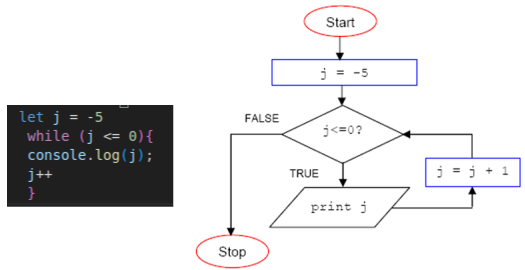 let j = -5
while (j <= 0){
console.log(j);
j++
}
Start
j = -5
FALSE
j<=0?
TRUE
j = j + 1
print j
Stop